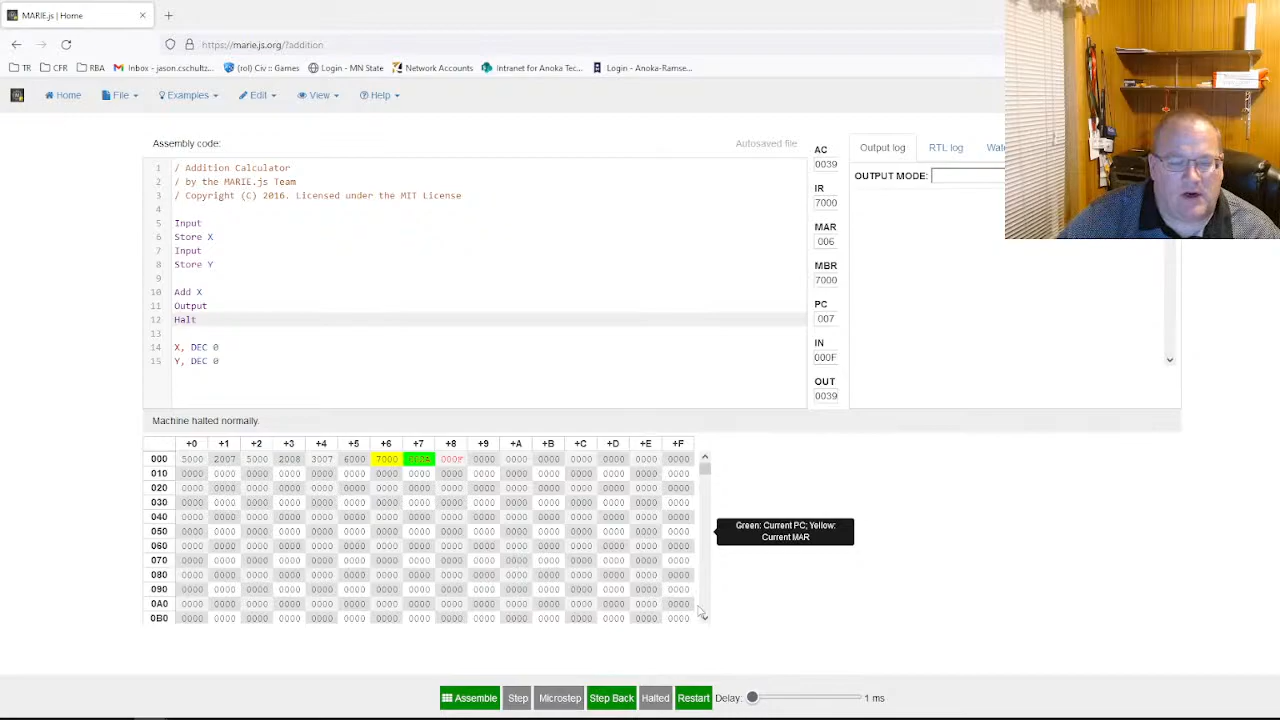 MARIE.js | Home
https://marie.js.org/?add
TR CFR RBA Inbox
State Network Account
Internet for Anoka Tec
Login - Anoka-Ramse
Home File Examples Edit Help
Assembly code:
Autosaved file
1 / Addition Calculator
2 / by the MARIE.js Team
3 / Copyright (C) 2016. Licensed under the MIT License
4
5 Input
6 Store X
7 Input
8 Store Y
9
10 Add X
11 Output
12 Halt
13
14 X, DEC 0
15 Y, DEC 0
AC
0039
IR
7000
MAR
006
MBR
7000
PC
007
IN
000F
OUT
0039
Output log RTL log
OUTPUT MODE:
Machine halted normally.
+0 +1 +2 +3 +4 +5 +6 +7 +8 +9 +A +B +C +D +E +F
000 5000 2007 5000 2008 3007 6000 7000 002A 000F 0000 0000 0000 0000 0000 0000 0000
010 0000 0000 0000 0000 0000 0000 0000 0000 0000 0000 0000 0000 0000 0000 0000 0000
020 0000 0000 0000 0000 0000 0000 0000 0000 0000 0000 0000 0000 0000 0000 0000 0000
030 0000 0000 0000 0000 0000 0000 0000 0000 0000 0000 0000 0000 0000 0000 0000 0000
040 0000 0000 0000 0000 0000 0000 0000 0000 0000 0000 0000 0000 0000 0000 0000 0000
050 0000 0000 0000 0000 0000 0000 0000 0000 0000 0000 0000 0000 0000 0000 0000 0000
060 0000 0000 0000 0000 0000 0000 0000 0000 0000 0000 0000 0000 0000 0000 0000 0000
070 0000 0000 0000 0000 0000 0000 0000 0000 0000 0000 0000 0000 0000 0000 0000 0000
080 0000 0000 0000 0000 0000 0000 0000 0000 0000 0000 0000 0000 0000 0000 0000 0000
090 0000 0000 0000 0000 0000 0000 0000 0000 0000 0000 0000 0000 0000 0000 0000 0000
0A0 0000 0000 0000 0000 0000 0000 0000 0000 0000 0000 0000 0000 0000 0000 0000 0000
0B0 0000 0000 0000 0000 0000 0000 0000 0000 0000 0000 0000 0000 0000 0000 0000 0000
Green: Current PC; Yellow:
Current MAR
Assemble Step Microstep Step Back Halted Restart Delay: 1 ms